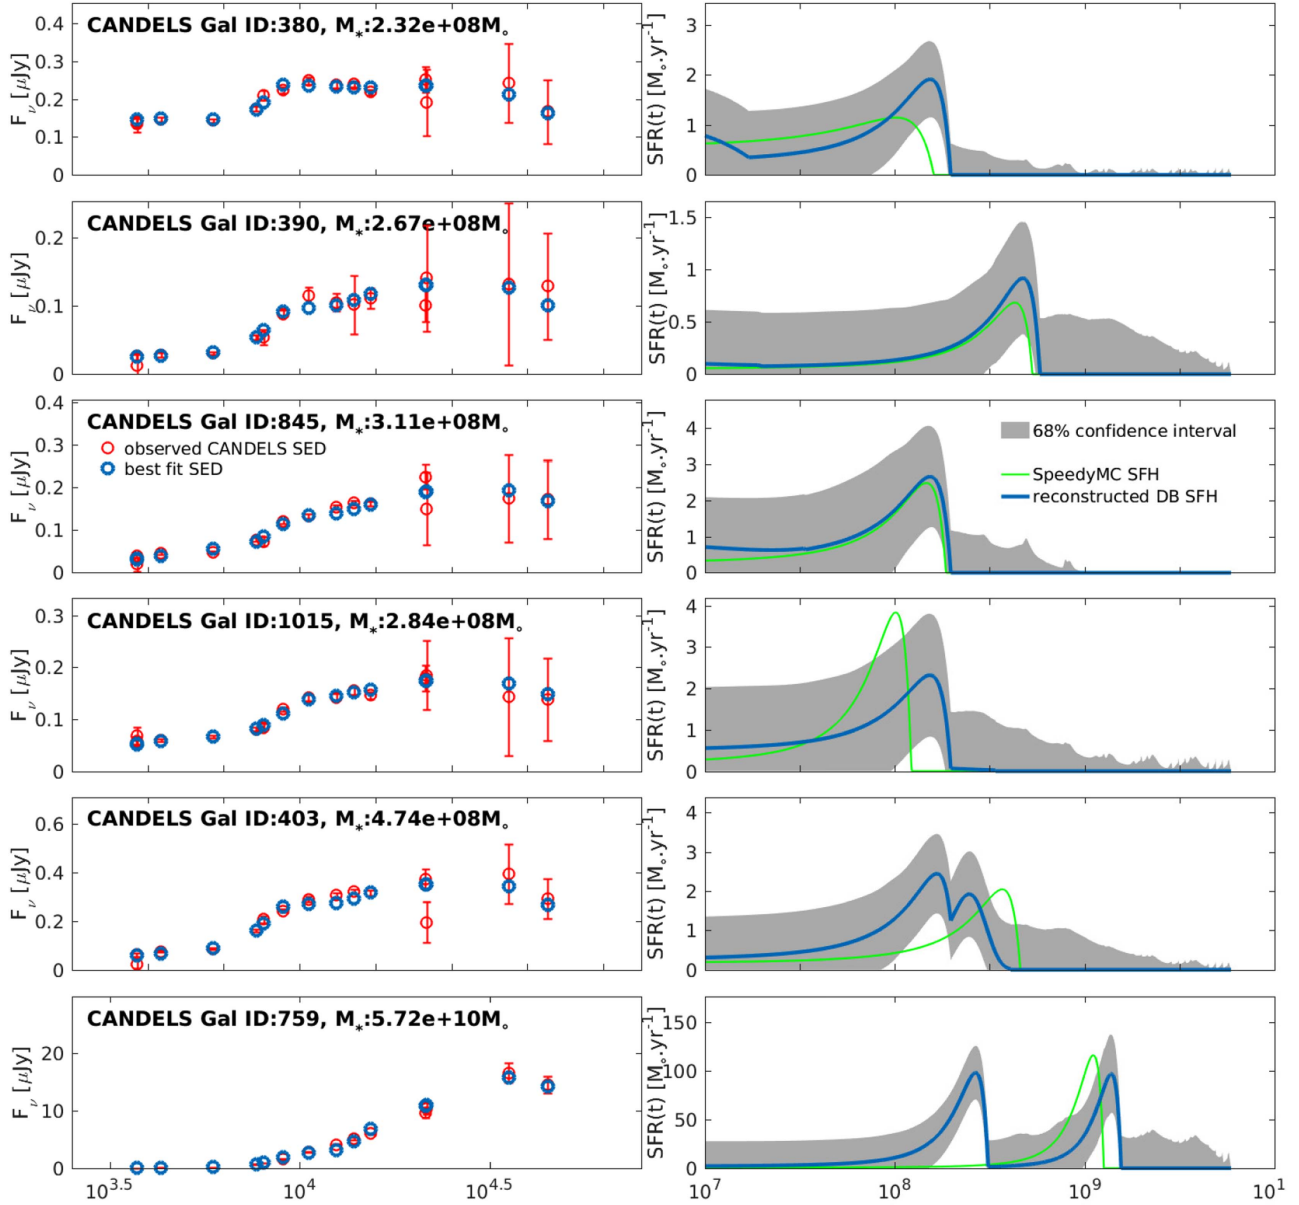 CANDELS Gal ID:380, M*:2.32e+08M∘
F_ν [μJy]
0.4
0.3
0.2
0.1
0
SFR(t) [M∘.yr⁻¹]
3
2
1
0
CANDELS Gal ID:390, M*:2.67e+08M∘
F_ν [μJy]
0.2
0.1
0
SFR(t) [M∘.yr⁻¹]
1.5
1
0.5
0
CANDELS Gal ID:845, M*:3.11e+08M∘
observed CANDELS SED
best fit SED
F_ν [μJy]
0.4
0.3
0.2
0.1
0
SFR(t) [M∘.yr⁻¹]
4
3
2
1
0
68% confidence interval
SpeedyMC SFH
reconstructed DB SFH
CANDELS Gal ID:1015, M*:2.84e+08M∘
F_ν [μJy]
0.3
0.2
0.1
0
SFR(t) [M∘.yr⁻¹]
4
3
2
1
0
CANDELS Gal ID:403, M*:4.74e+08M∘
F_ν [μJy]
0.6
0.4
0.2
0
SFR(t) [M∘.yr⁻¹]
4
3
2
1
0
CANDELS Gal ID:759, M*:5.72e+10M∘
F_ν [μJy]
20
10
0
10^3.5
10^4
10^4.5
SFR(t) [M∘.yr⁻¹]
150
100
50
0
10^7
10^8
10^9
10^1